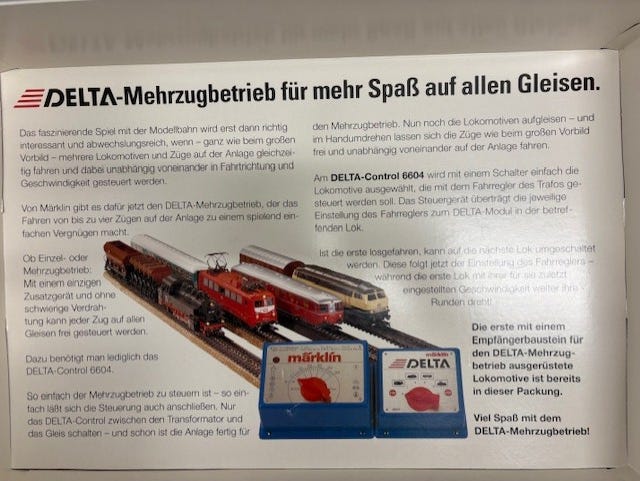 DELTA-Mehrzugbetrieb für mehr Spaß auf allen Gleisen.
Das faszinierende Spiel mit der Modellbahn wird erst dann richtig
interessant und abwechslungsreich, wenn – ganz wie beim großen
Vorbild – mehrere Lokomotiven und Züge auf der Anlage gleichzei-
tig fahren und dabei unabhängig voneinander in Fahrtrichtung und
Geschwindigkeit gesteuert werden.
Von Märklin gibt es dafür jetzt den DELTA-Mehrzugbetrieb, der das
Fahren von bis zu vier Zügen auf der Anlage zu einem spielend ein-
fachen Vergnügen macht.
Ob Einzel- oder
Mehrzugbetrieb:
Mit einem einzigen
Zusatzgerät und ohne
schwierige Verdrah-
tung kann jeder Zug auf allen
Gleisen frei gesteuert werden.
Dazu benötigt man lediglich das
DELTA-Control 6604.
So einfach der Mehrzugbetrieb zu steuern ist – so ein-
fach läßt sich die Steuerung auch anschließen. Nur
das DELTA-Control zwischen den Transformator und
das Gleis schalten – und schon ist die Anlage fertig für
den Mehrzugbetrieb. Nun noch die Lokomotiven aufgleisen – und
im Handumdrehen lassen sich die Züge wie beim großen Vorbild
frei und unabhängig voneinander auf der Anlage fahren.
Am DELTA-Control 6604 wird mit einem Schalter einfach die
Lokomotive ausgewählt, die mit dem Fahrregler des Trafos ge-
steuert werden soll. Das Steuergerät überträgt die jeweilige
Einstellung des Fahrreglers zum DELTA-Modul in der betref-
fenden Lok.
Ist die erste losgefahren, kann auf die nächste Lok umgeschaltet
werden. Diese folgt jetzt der Einstellung des Fahrreglers –
während die erste Lok mit ihrer für sie zuletzt
eingestellten Geschwindigkeit weiter ihre
Runden dreht.
Die erste mit einem
Empfängerbaustein für
den DELTA-Mehrzug-
betrieb ausgerüstete
Lokomotive ist bereits
in dieser Packung.
Viel Spaß mit dem
DELTA-Mehrzugbetrieb!
märklin
märklin
DELTA